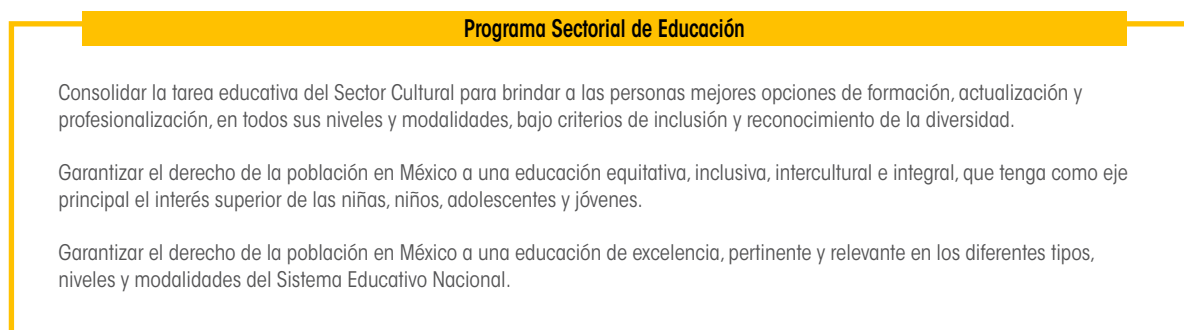 Programa Sectorial de Educación
Consolidar la tarea educativa del Sector Cultural para brindar a las personas mejores opciones de formación, actualización y
profesionalización, en todos sus niveles y modalidades, bajo criterios de inclusión y reconocimiento de la diversidad.
Garantizar el derecho de la población en México a una educación equitativa, inclusiva, intercultural e integral, que tenga como eje
principal el interés superior de las niñas, niños, adolescentes y jóvenes.
Garantizar el derecho de la población en México a una educación de excelencia, pertinente y relevante en los diferentes tipos,
niveles y modalidades del Sistema Educativo Nacional.